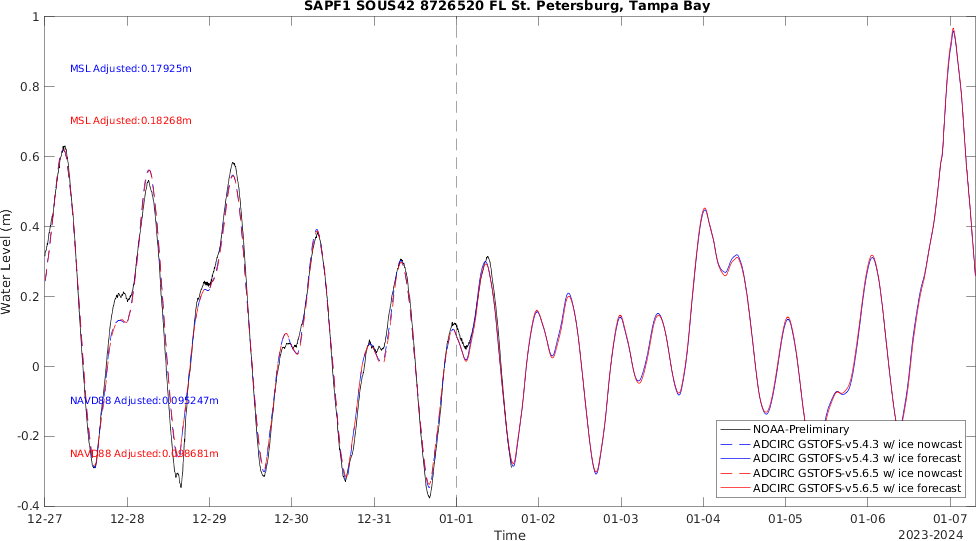 SAPF1 SOUS42 8726520 FL St. Petersburg, Tampa Bay
1
0.8
0.6
0.4
0.2
0
-0.2
-0.4
Water Level (m)
MSL Adjusted:0.17925m
MSL Adjusted:0.18268m
NAVD88 Adjusted:0.095247m
NAVD88 Adjusted:0.098681m
NOAA-Preliminary
ADCIRC GSTOFS-v5.4.3 w/ ice nowcast
ADCIRC GSTOFS-v5.4.3 w/ ice forecast
ADCIRC GSTOFS-v5.6.5 w/ ice nowcast
ADCIRC GSTOFS-v5.6.5 w/ ice forecast
12-27 12-28 12-29 12-30 12-31 01-01 01-02 01-03 01-04 01-05 01-06 01-07
Time
2023-2024